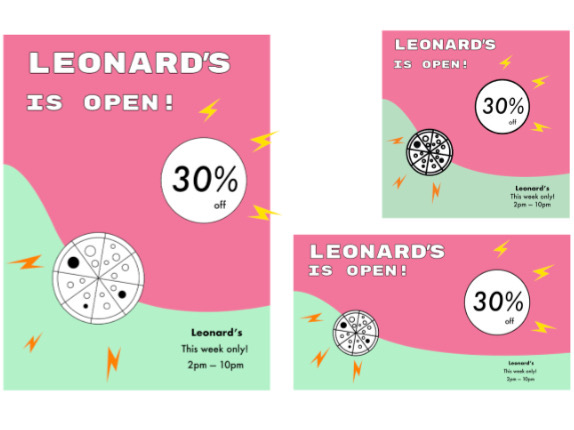 LEONARD'S
IS OPEN!
30%
off
Leonard's
This week only!
2pm – 10pm
LEONARD'S
IS OPEN!
30%
off
Leonard's
This week only!
2pm – 10pm
LEONARD'S
IS OPEN!
30%
off
Leonard's
This week only!
2pm – 10pm